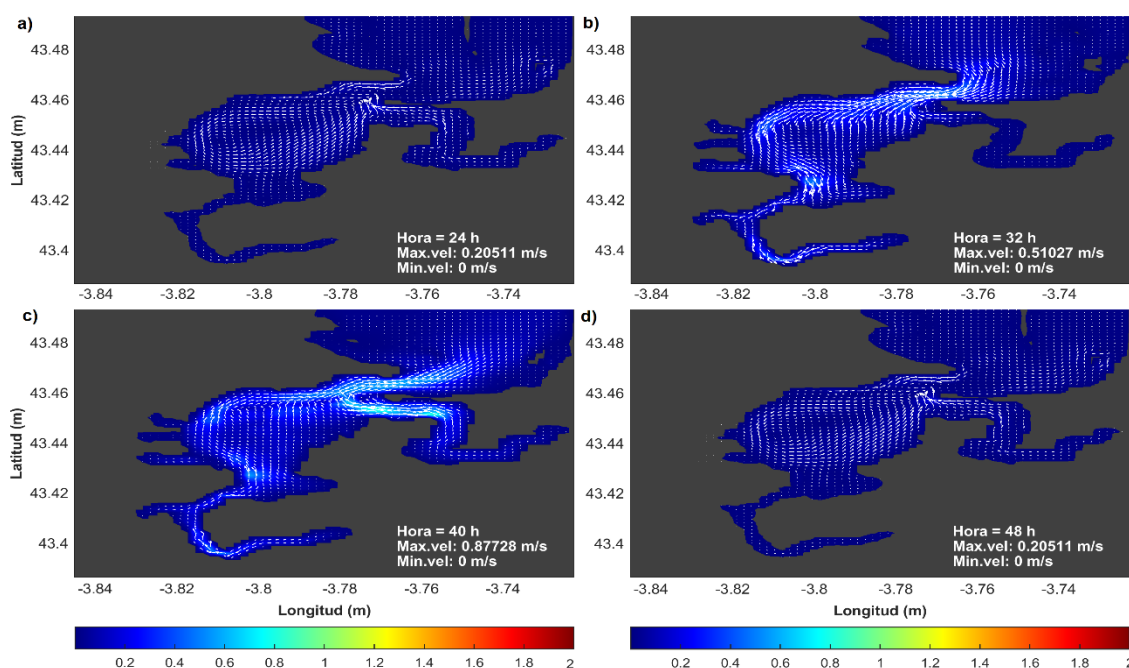 a)
b)
43.48
43.46
43.44
43.42
43.4
Latitud (m)
Hora = 24 h
Max.vel: 0.20511 m/s
Min.vel: 0 m/s
-3.84 -3.82 -3.8 -3.78 -3.76 -3.74
43.48
43.46
43.44
43.42
43.4
Hora = 32 h
Max.vel: 0.51027 m/s
Min.vel: 0 m/s
-3.84 -3.82 -3.8 -3.78 -3.76 -3.74
c)
d)
43.48
43.46
43.44
43.42
43.4
Latitud (m)
Hora = 40 h
Max.vel: 0.87728 m/s
Min.vel: 0 m/s
-3.84 -3.82 -3.8 -3.78 -3.76 -3.74
Longitud (m)
43.48
43.46
43.44
43.42
43.4
Hora = 48 h
Max.vel: 0.20511 m/s
Min.vel: 0 m/s
-3.84 -3.82 -3.8 -3.78 -3.76 -3.74
Longitud (m)
0.2 0.4 0.6 0.8 1 1.2 1.4 1.6 1.8 2
0.2 0.4 0.6 0.8 1 1.2 1.4 1.6 1.8